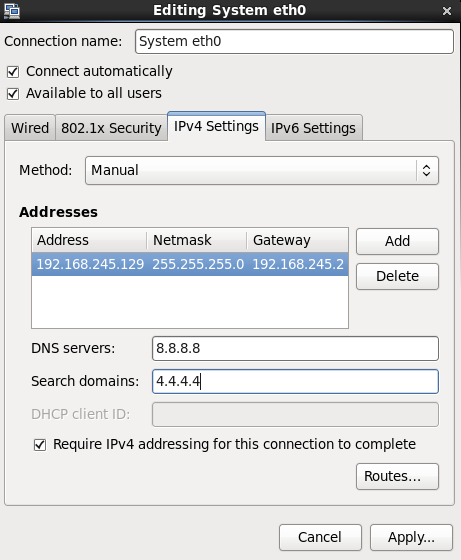 Editing System eth0
Connection name: System eth0
Connect automatically
Available to all users
Wired 802.1x Security IPv4 Settings IPv6 Settings
Method: Manual
Addresses
Address Netmask Gateway
192.168.245.129 255.255.255.0 192.168.245.2
Add
Delete
DNS servers: 8.8.8.8
Search domains: 4.4.4.4
DHCP client ID:
Require IPv4 addressing for this connection to complete
Routes...
Cancel Apply...